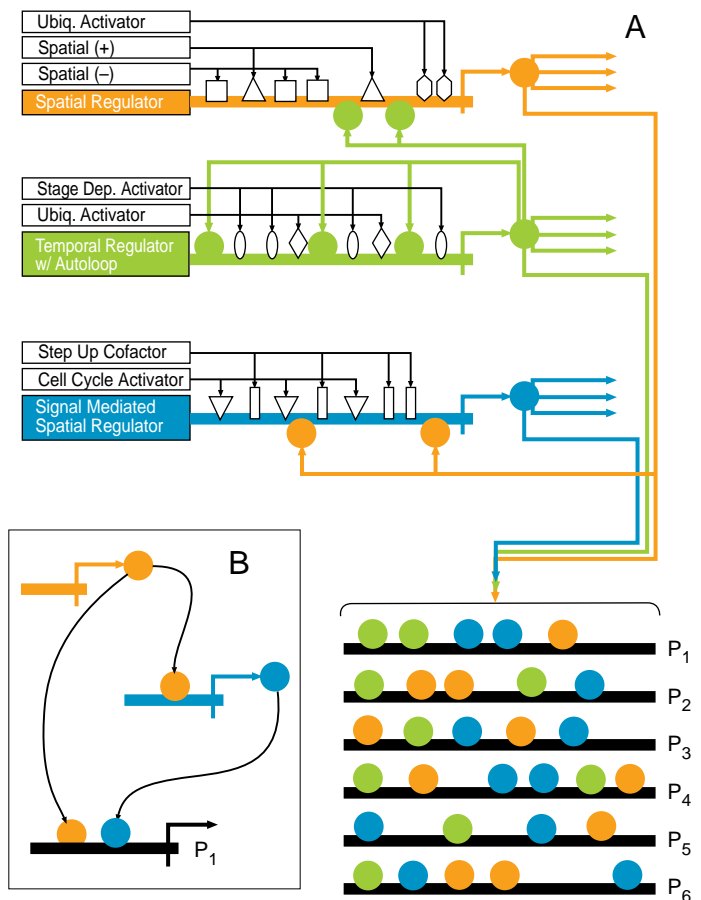 A
Ubiq. Activator
Spatial (+)
Spatial (–)
Spatial Regulator
Stage Dep. Activator
Ubiq. Activator
Temporal Regulator
w/ Autoloop
Step Up Cofactor
Cell Cycle Activator
Signal Mediated
Spatial Regulator
B
P1
P1
P2
P3
P4
P5
P6